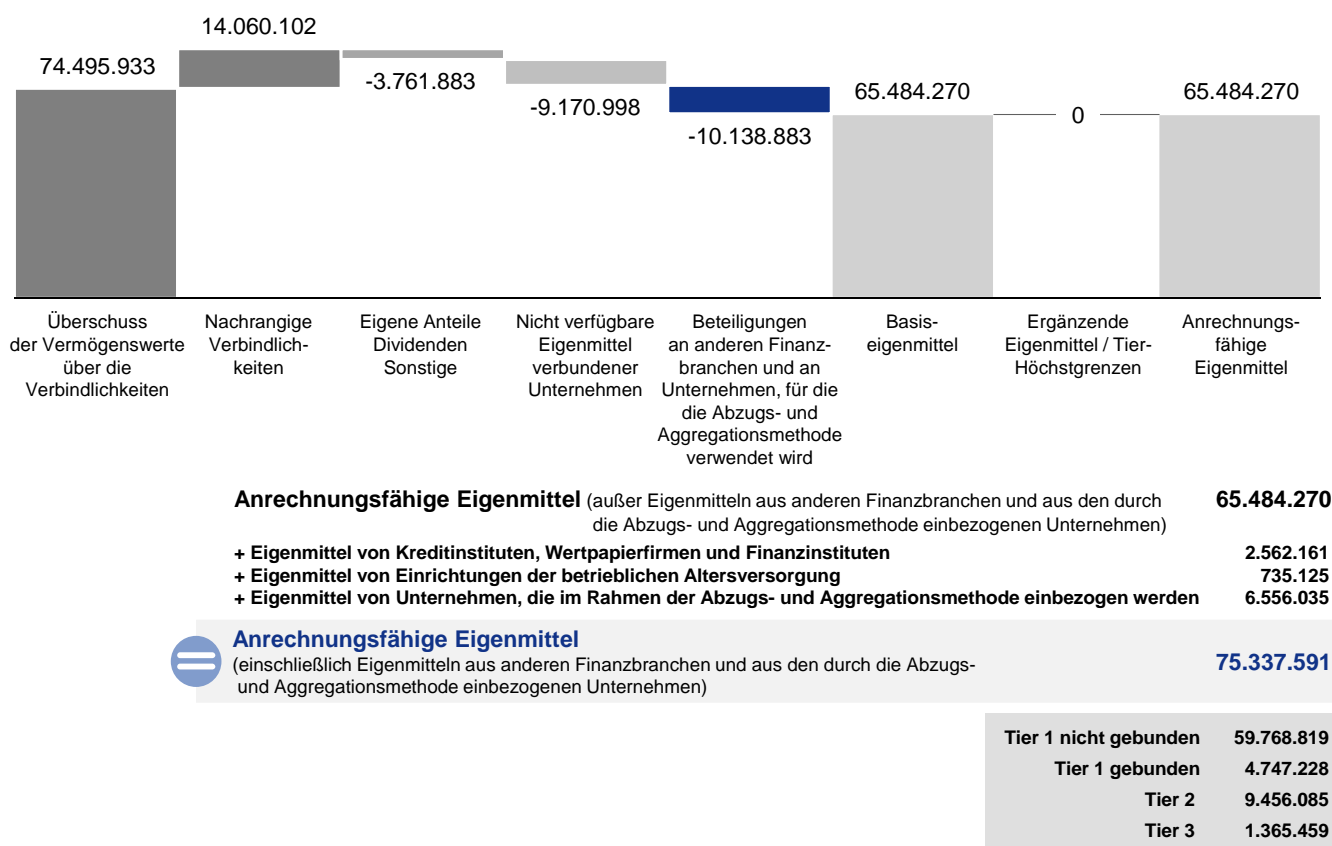 14.060.102
74.495.933
-3.761.883
-9.170.998
-10.138.883
65.484.270
0
65.484.270
Überschuss
der Vermögenswerte
über die
Verbindlichkeiten
Nachrangige
Verbindlich-
keiten
Eigene Anteile
Dividenden
Sonstige
Nicht verfügbare
Eigenmittel
verbundener
Unternehmen
Beteiligungen
an anderen Finanz-
branchen und an
Unternehmen, für die
die Abzugs- und
Aggregationsmethode
verwendet wird
Basis-
eigenmittel
Ergänzende
Eigenmittel / Tier-
Höchstgrenzen
Anrechnungs-
fähige
Eigenmittel
Anrechnungsfähige Eigenmittel (außer Eigenmitteln aus anderen Finanzbranchen und aus den durch 65.484.270
die Abzugs- und Aggregationsmethode einbezogenen Unternehmen)
+ Eigenmittel von Kreditinstituten, Wertpapierfirmen und Finanzinstituten 2.562.161
+ Eigenmittel von Einrichtungen der betrieblichen Altersversorgung 735.125
+ Eigenmittel von Unternehmen, die im Rahmen der Abzugs- und Aggregationsmethode einbezogen werden 6.556.035
Anrechnungsfähige Eigenmittel
(einschließlich Eigenmitteln aus anderen Finanzbranchen und aus den durch die Abzugs- 75.337.591
und Aggregationsmethode einbezogenen Unternehmen)
Tier 1 nicht gebunden 59.768.819
Tier 1 gebunden 4.747.228
Tier 2 9.456.085
Tier 3 1.365.459